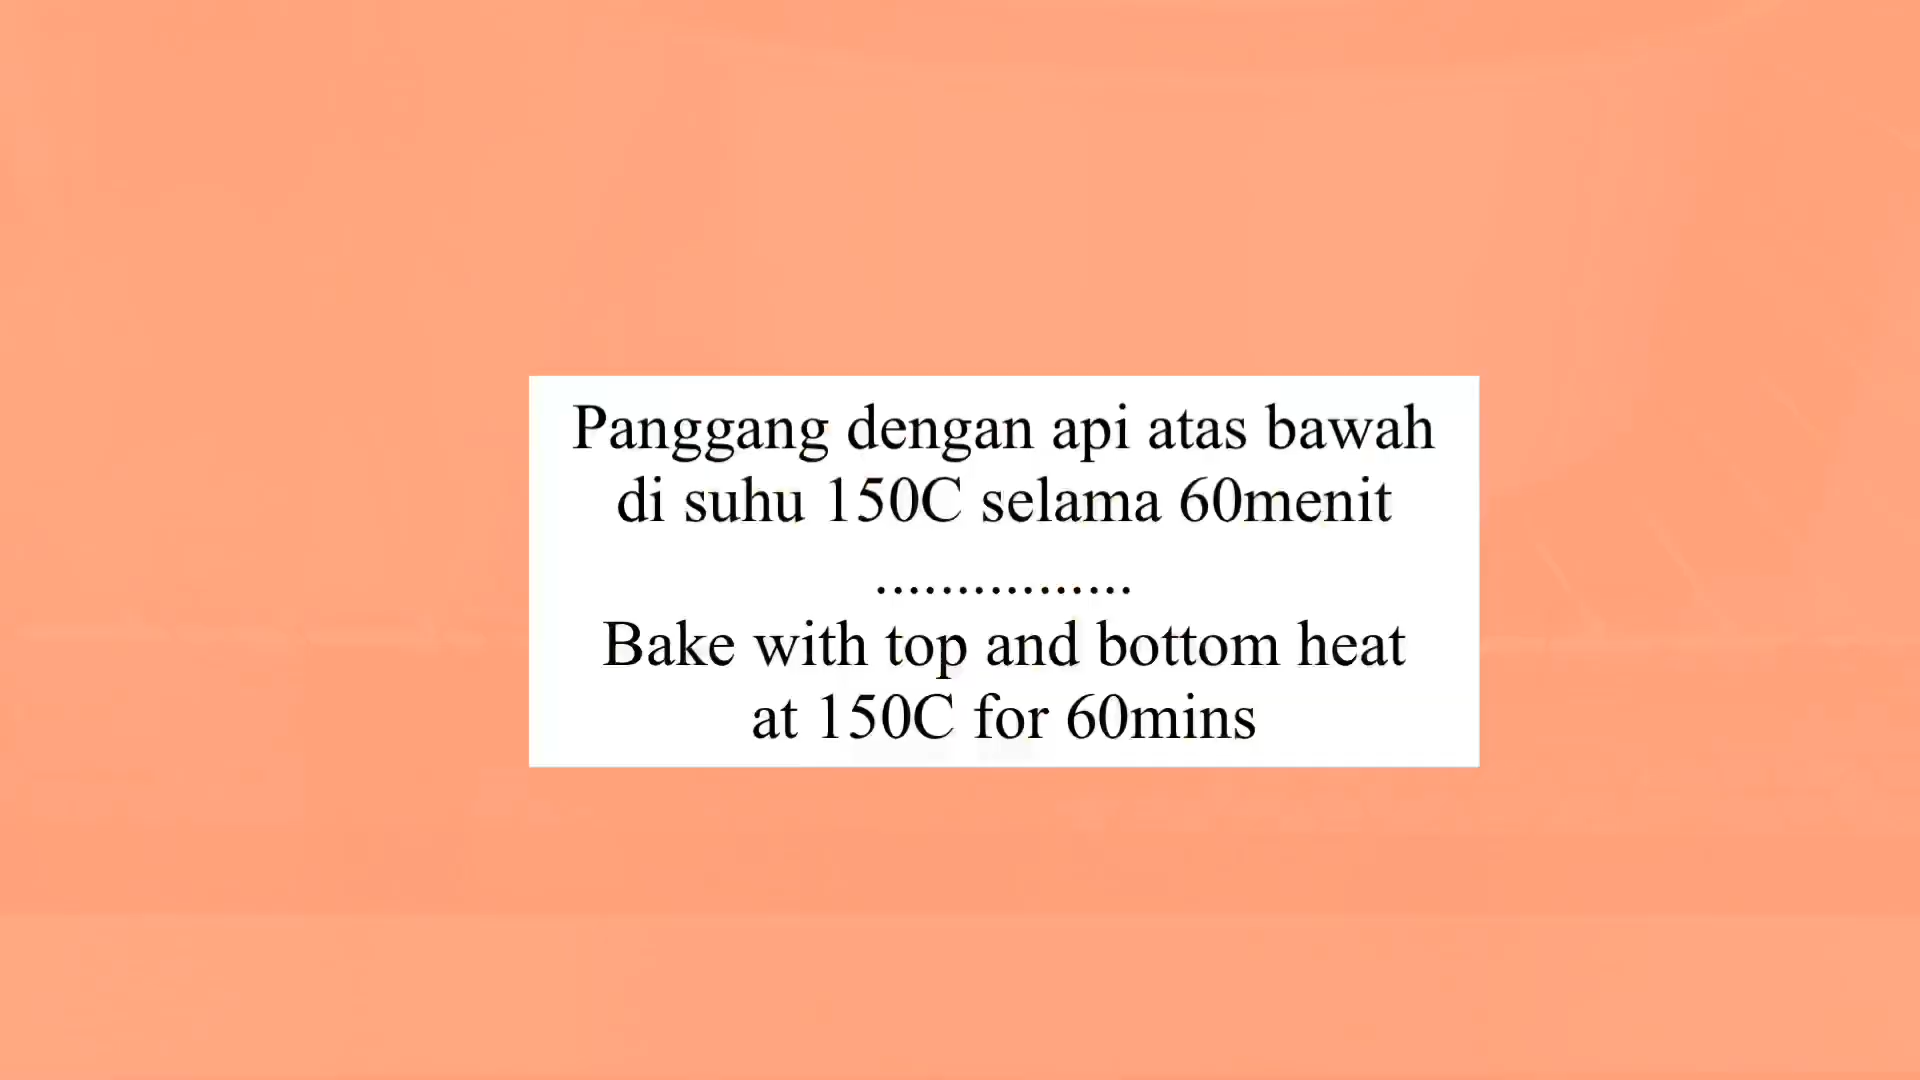 Panggang dengan api atas bawah
di suhu 150C selama 60menit
................
Bake with top and bottom heat
at 150C for 60mins